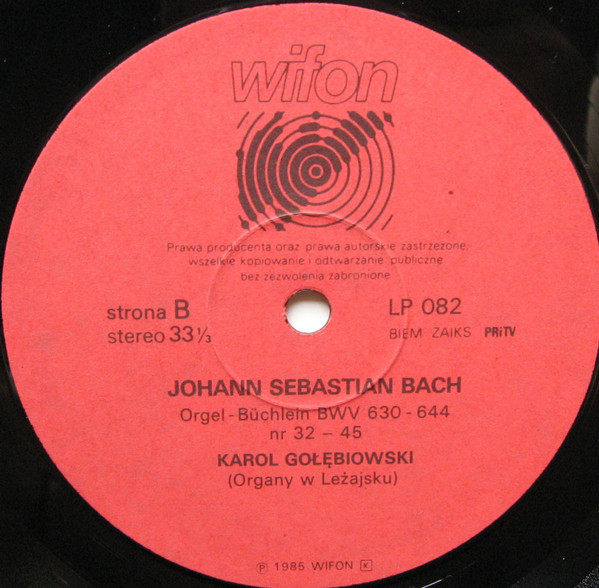 wifon
Prawa producenta oraz prawa autorskie zastrzeżone
wszelkie kopiowanie i odtwarzanie publiczne
bez zezwolenia zabronione
strona B
stereo 33⅓
LP 082
BIEM ZAIKS PRiTV
JOHANN SEBASTIAN BACH
Orgel-Büchlein BWV 630-644
nr 32 – 45
KAROL GOŁĘBIOWSKI
(Organy w Leżajsku)
℗ 1985 WIFON K